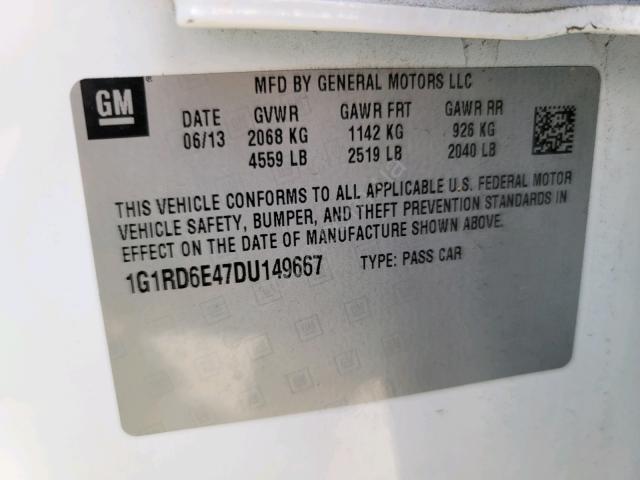 GM
MFD BY GENERAL MOTORS LLC
DATE GVWR GAWR FRT GAWR RR
06/13 2068 KG 1142 KG 926 KG
4559 LB 2519 LB 2040 LB
THIS VEHICLE CONFORMS TO ALL APPLICABLE U.S. FEDERAL MOTOR
VEHICLE SAFETY, BUMPER, AND THEFT PREVENTION STANDARDS IN
EFFECT ON THE DATE OF MANUFACTURE SHOWN ABOVE.
1G1RD6E47DU149667 TYPE: PASS CAR